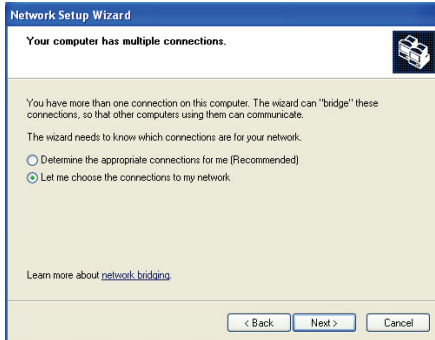 Network Setup Wizard
Your computer has multiple connections.
You have more than one connection on this computer. The wizard can "bridge" these
connections, so that other computers using them can communicate.
The wizard needs to know which connections are for your network.
Determine the appropriate connections for me (Recommended)
Let me choose the connections to my network
Learn more about network bridging.
< Back
Next >
Cancel